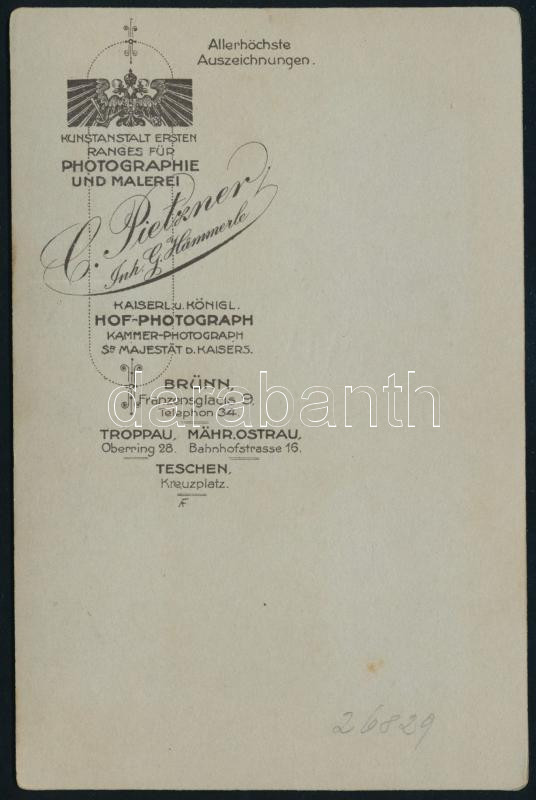 Allerhöchste
Auszeichnungen.
KUNSTANSTALT ERSTEN
RANGES FÜR
PHOTOGRAPHIE
UND MALEREI
C. Pietzner,
Inh. G. Hämmerle
KAISERL. U. KÖNIGL.
HOF-PHOTOGRAPH
KAMMER-PHOTOGRAPH
SR MAJESTÄT D. KAISERS.
BRÜNN,
Franzensglacis 9,
Telephon 34.
TROPPAU, MÄHR. OSTRAU,
Oberring 28. Bahnhofstrasse 16.
TESCHEN,
Kreuzplatz.
darabanth
26829